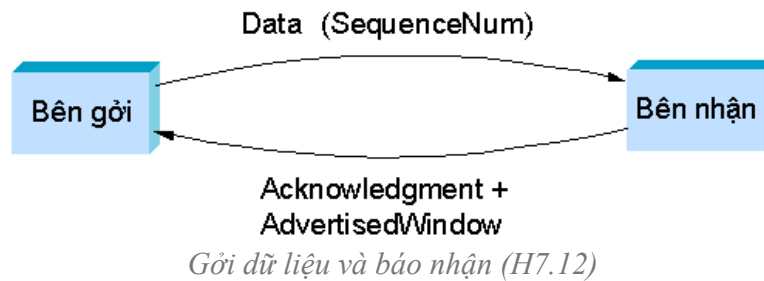 Data (SequenceNum)
Bên gởi
Bên nhận
Acknowledgment +
AdvertisedWindow
Gởi dữ liệu và báo nhận (H7.12)